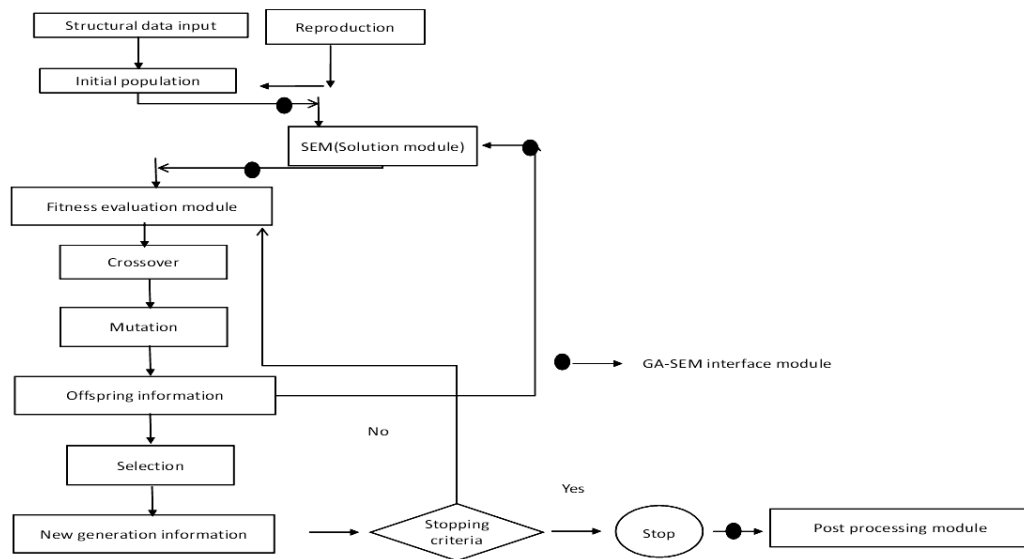 Structural data input
Reproduction
Initial population
SEM(Solution module)
Fitness evaluation module
Crossover
Mutation
GA-SEM interface module
Offspring information
No
Selection
Yes
New generation information
Stopping
criteria
Stop
Post processing module